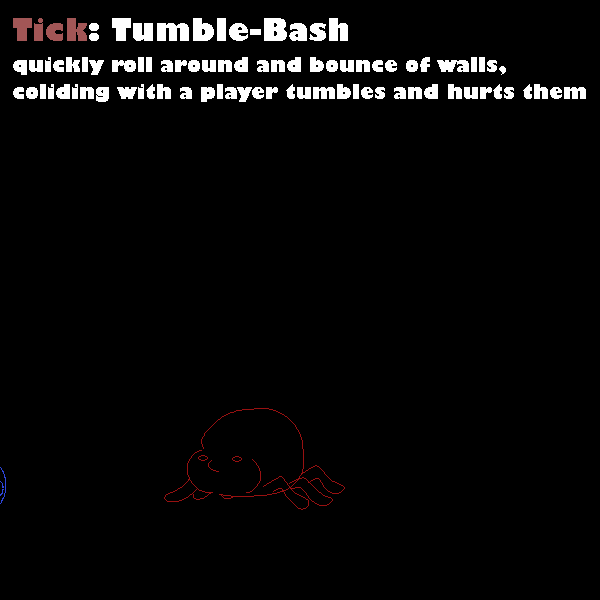 Tick: Tumble-Bash
quickly roll around and bounce of walls,
coliding with a player tumbles and hurts them